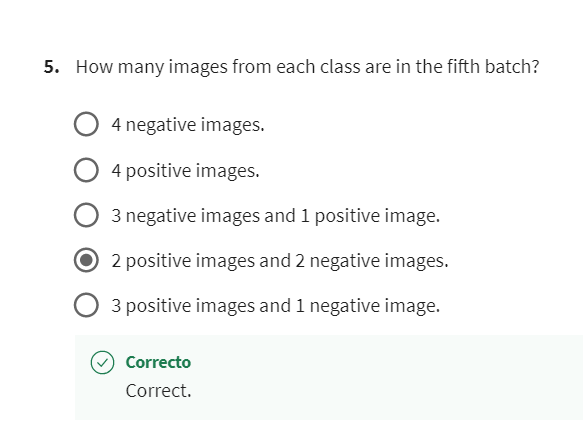 5. How many images from each class are in the fifth batch?
4 negative images.
4 positive images.
3 negative images and 1 positive image.
2 positive images and 2 negative images.
3 positive images and 1 negative image.
Correcto
Correct.